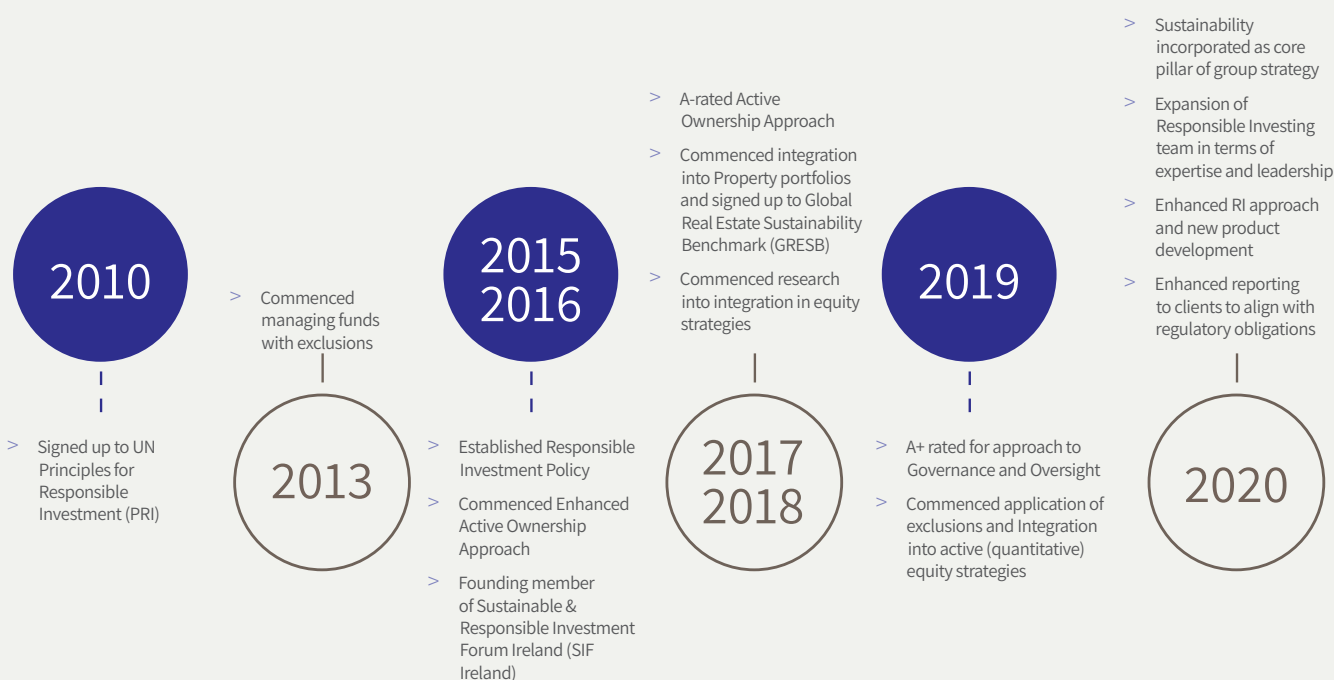 2010
> Signed up to UN
Principles for
Responsible
Investment (PRI)
> Commenced
managing funds
with exclusions
2013
2015
2016
> Established Responsible
Investment Policy
> Commenced Enhanced
Active Ownership
Approach
> Founding member
of Sustainable &
Responsible Investment
Forum Ireland (SIF
Ireland)
> A-rated Active
Ownership Approach
> Commenced integration
into Property portfolios
and signed up to Global
Real Estate Sustainability
Benchmark (GRESB)
> Commenced research
into integration in equity
strategies
2017
2018
2019
> A+ rated for approach to
Governance and Oversight
> Commenced application of
exclusions and Integration
into active (quantitative)
equity strategies
> Sustainability
incorporated as core
pillar of group strategy
> Expansion of
Responsible Investing
team in terms of
expertise and leadership
> Enhanced RI approach
and new product
development
> Enhanced reporting
to clients to align with
regulatory obligations
2020